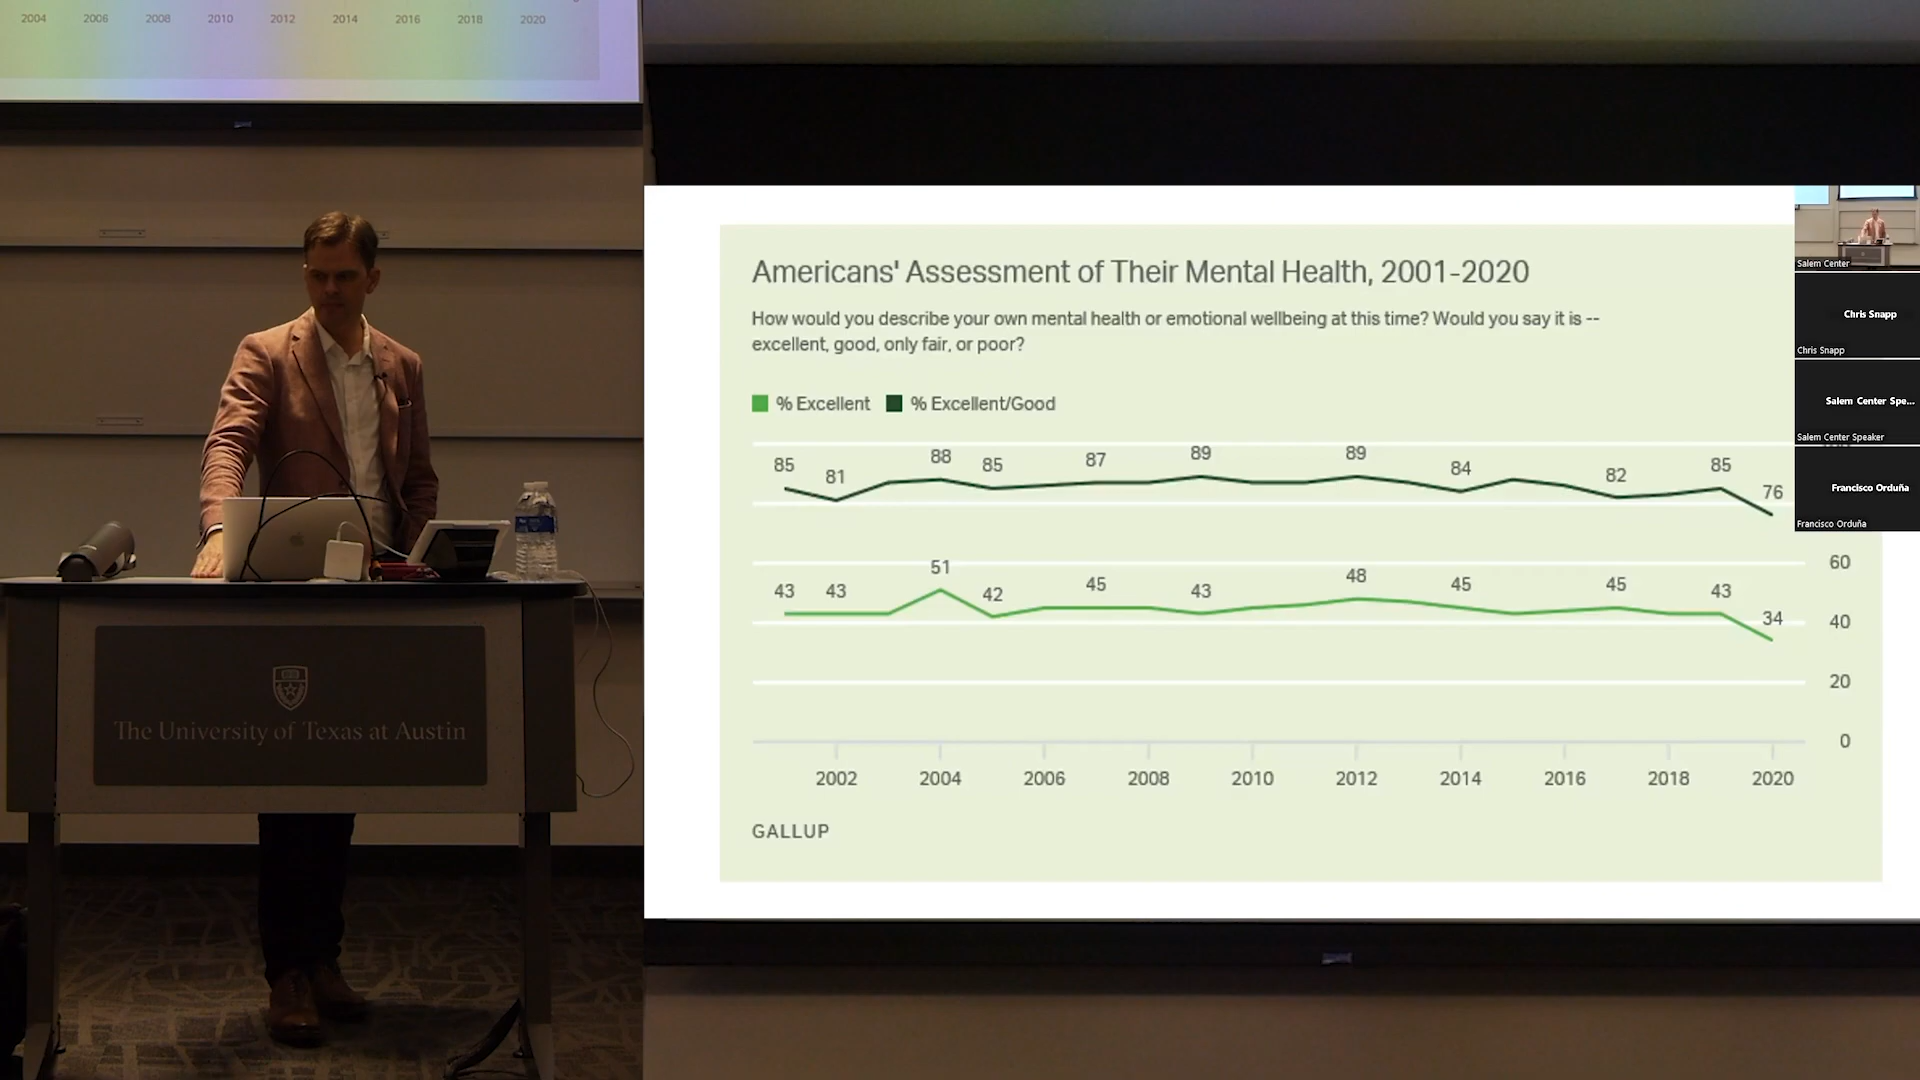 2004 2006 2008 2010 2012 2014 2016 2018 2020
The University of Texas at Austin
Americans' Assessment of Their Mental Health, 2001-2020
How would you describe your own mental health or emotional wellbeing at this time? Would you say it is --
excellent, good, only fair, or poor?
% Excellent % Excellent/Good
85 81 88 85 87 89 89 84 82 85 76
43 43 51 42 45 43 48 45 45 43 34
60
40
20
0
2002 2004 2006 2008 2010 2012 2014 2016 2018 2020
GALLUP
Salem Center
Chris Snapp
Chris Snapp
Salem Center Spe...
Salem Center Speaker
Francisco Orduña
Francisco Orduña